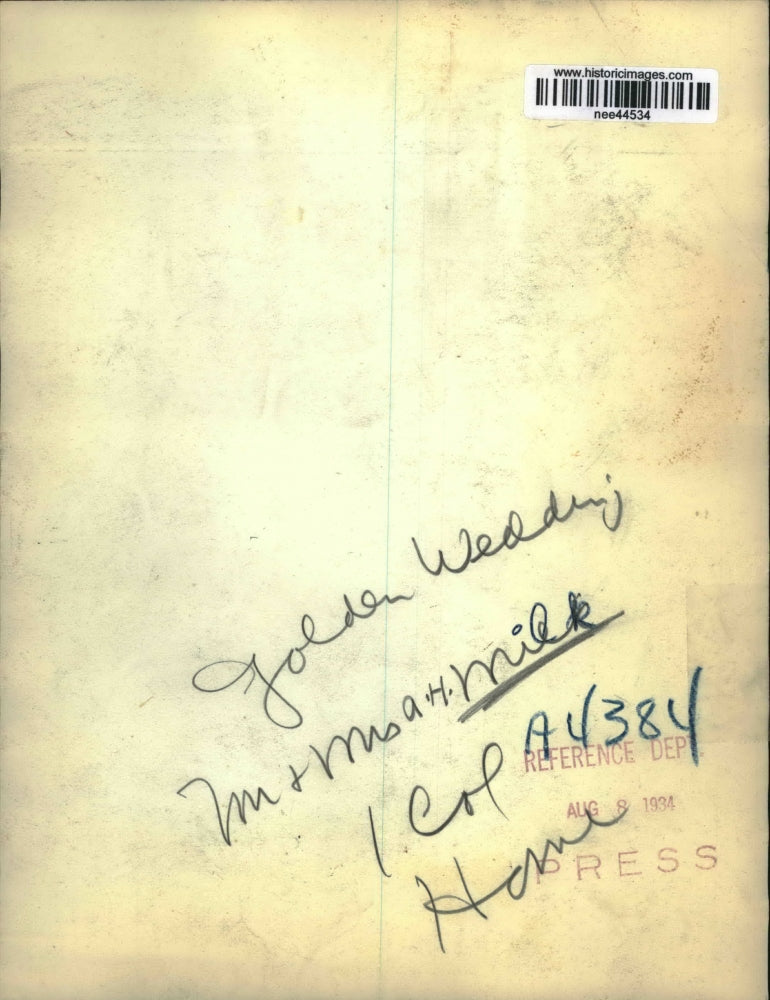 www.historicimages.com
nee44534
Golden Wedding
Mr + Mrs A.H. Milk
A4384
REFERENCE DEPT.
1 Col
AUG 8 1934
Home
PRESS